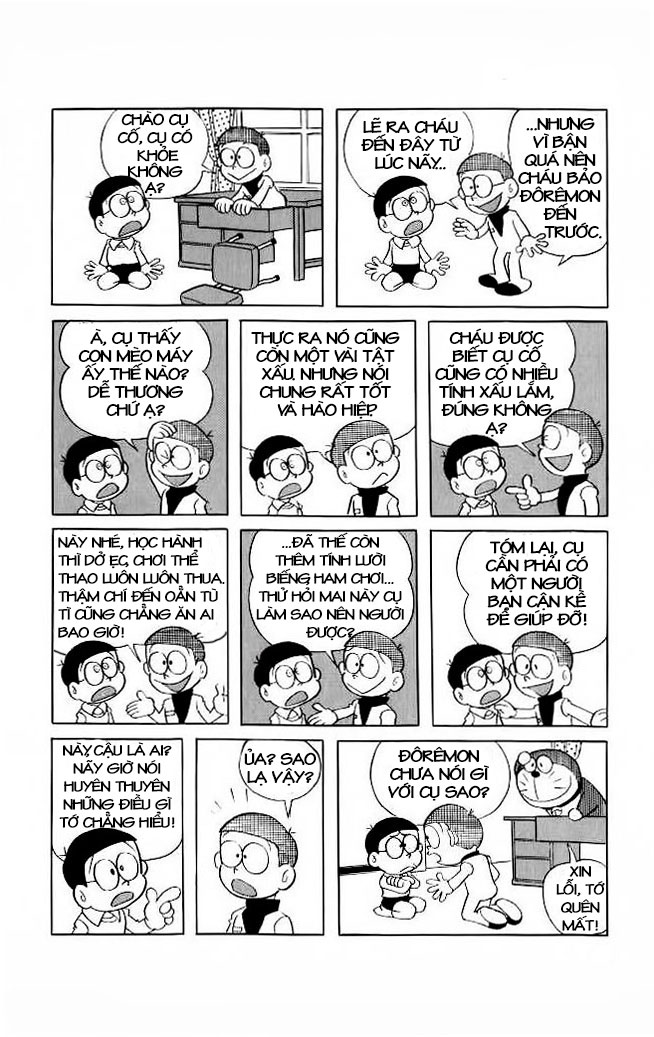 CHÀO CỤ
CỐ, CỤ CÓ
KHỎE
KHÔNG
Ạ?
LẼ RA CHÁU
ĐẾN ĐÂY TỪ
LÚC NÃY...
...NHƯNG
VÌ BẬN
QUÁ NÊN
CHÁU BẢO
ĐÔRÊMON
ĐẾN
TRƯỚC.
À, CỤ THẤY
CON MÈO MÁY
ẤY THẾ NÀO?
DỄ THƯƠNG
CHỨ Ạ?
THỰC RA NÓ CŨNG
CÒN MỘT VÀI TẬT
XẤU, NHƯNG NÓI
CHUNG RẤT TỐT
VÀ HÀO HIỆP.
CHÁU ĐƯỢC
BIẾT CỤ CỐ
CŨNG CÓ NHIỀU
TÍNH XẤU LẮM,
ĐÚNG KHÔNG
Ạ?
NÀY NHÉ, HỌC HÀNH
THÌ DỞ ẸC, CHƠI THỂ
THAO LUÔN LUÔN THUA.
THẬM CHÍ ĐẾN OẲN TÙ
TÌ CŨNG CHẲNG ĂN AI
BAO GIỜ!
...ĐÃ THẾ CÒN
THÊM TÍNH LƯỜI
BIẾNG HAM CHƠI...
THỬ HỎI MAI NÀY CỤ
LÀM SAO NÊN NGƯỜI
ĐƯỢC?
TÓM LẠI, CỤ
CẦN PHẢI CÓ
MỘT NGƯỜI
BẠN CẬN KỀ
ĐỂ GIÚP ĐỠ!
NÀY, CẬU LÀ AI?
NÃY GIỜ NÓI
HUYÊN THUYÊN
NHỮNG ĐIỀU GÌ
TỚ CHẲNG HIỂU!
ỦA? SAO
LẠ VẬY?
ĐÔRÊMON
CHƯA NÓI GÌ
VỚI CỤ SAO?
XIN
LỖI, TỚ
QUÊN
MẤT!